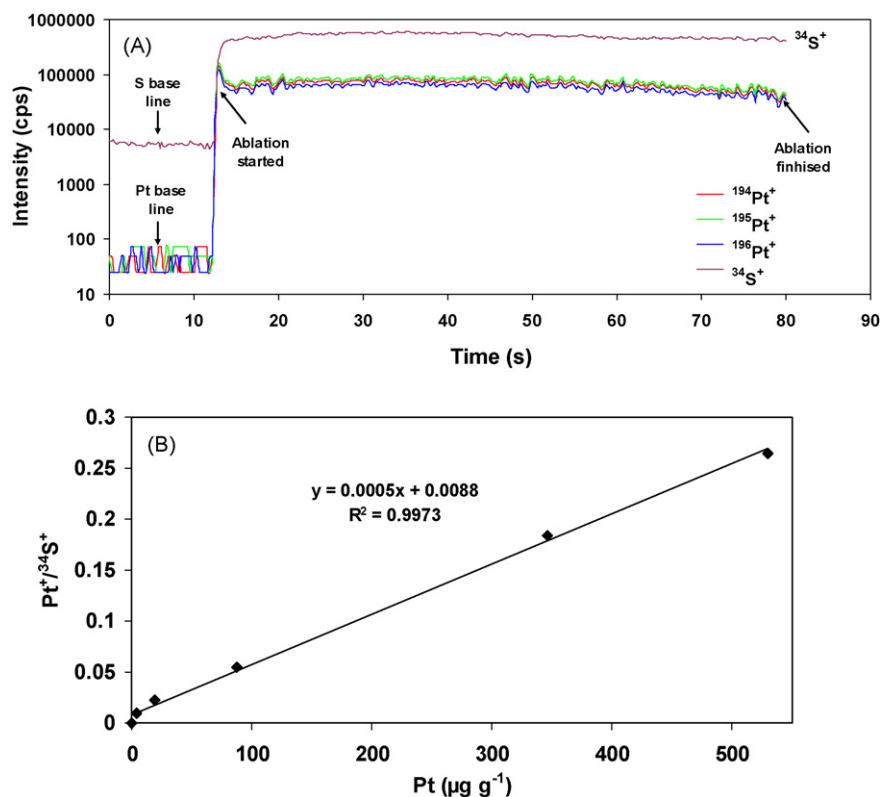 (A)
1000000
100000
10000
1000
100
10
Intensity (cps)
S base
line
Pt base
line
Ablation
started
³⁴S⁺
Ablation
finhised
¹⁹⁴Pt⁺
¹⁹⁵Pt⁺
¹⁹⁶Pt⁺
³⁴S⁺
0 10 20 30 40 50 60 70 80 90
Time (s)
(B)
0.3
0.25
0.2
0.15
0.1
0.05
0
Pt⁺/³⁴S⁺
y = 0.0005x + 0.0088
R² = 0.9973
0 100 200 300 400 500
Pt (µg g⁻¹)